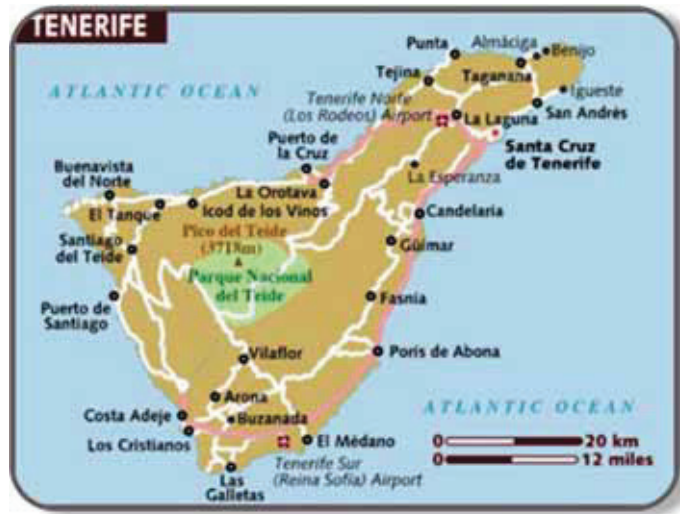 TENERIFE
ATLANTIC OCEAN
Punta
Almáciga
Benijo
Tejina
Taganana
Igueste
Tenerife Norte
(Los Rodeos) Airport
La Laguna
San Andrés
Santa Cruz
de Tenerife
Puerto de
la Cruz
La Esperanza
Buenavista
del Norte
La Orotava
Candelaria
El Tanque
Icod de los Vinos
Pico del Teide
(3718m)
Güímar
Santiago
del Teide
Parque Nacional
del Teide
Fasnia
Puerto de
Santiago
Vilaflor
Porís de Abona
Arona
Costa Adeje
Buzanada
ATLANTIC OCEAN
Los Cristianos
El Médano
0 20 km
0 12 miles
Las
Galletas
Tenerife Sur
(Reina Sofía) Airport